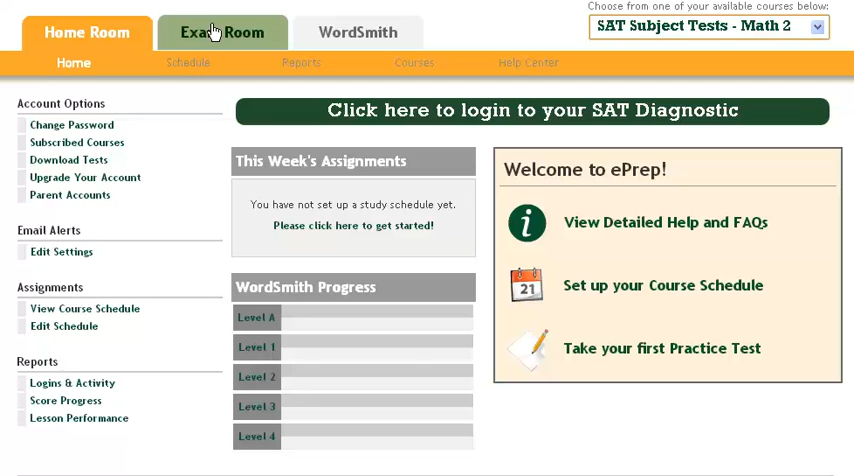 Choose from one of your available courses below:
Home Room
Exam Room
WordSmith
SAT Subject Tests - Math 2
Home
Schedule
Reports
Courses
Help Center
Account Options
Change Password
Subscribed Courses
Download Tests
Upgrade Your Account
Parent Accounts
Email Alerts
Edit Settings
Assignments
View Course Schedule
Edit Schedule
Reports
Logins & Activity
Score Progress
Lesson Performance
Click here to login to your SAT Diagnostic
This Week's Assignments
You have not set up a study schedule yet.
Please click here to get started!
WordSmith Progress
Level A
Level 1
Level 2
Level 3
Level 4
Welcome to ePrep!
i
View Detailed Help and FAQs
21
Set up your Course Schedule
Take your first Practice Test